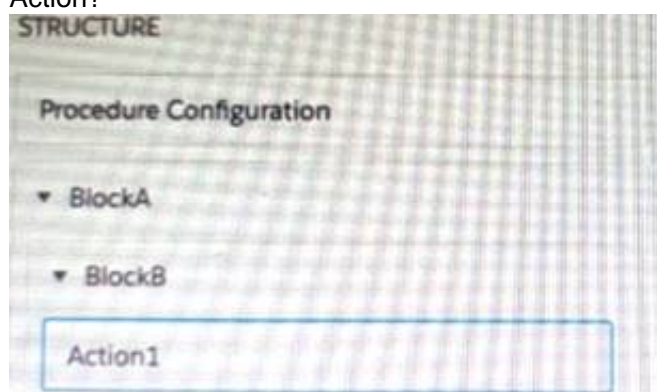 Action?
STRUCTURE
Procedure Configuration
BlockA
BlockB
Action1